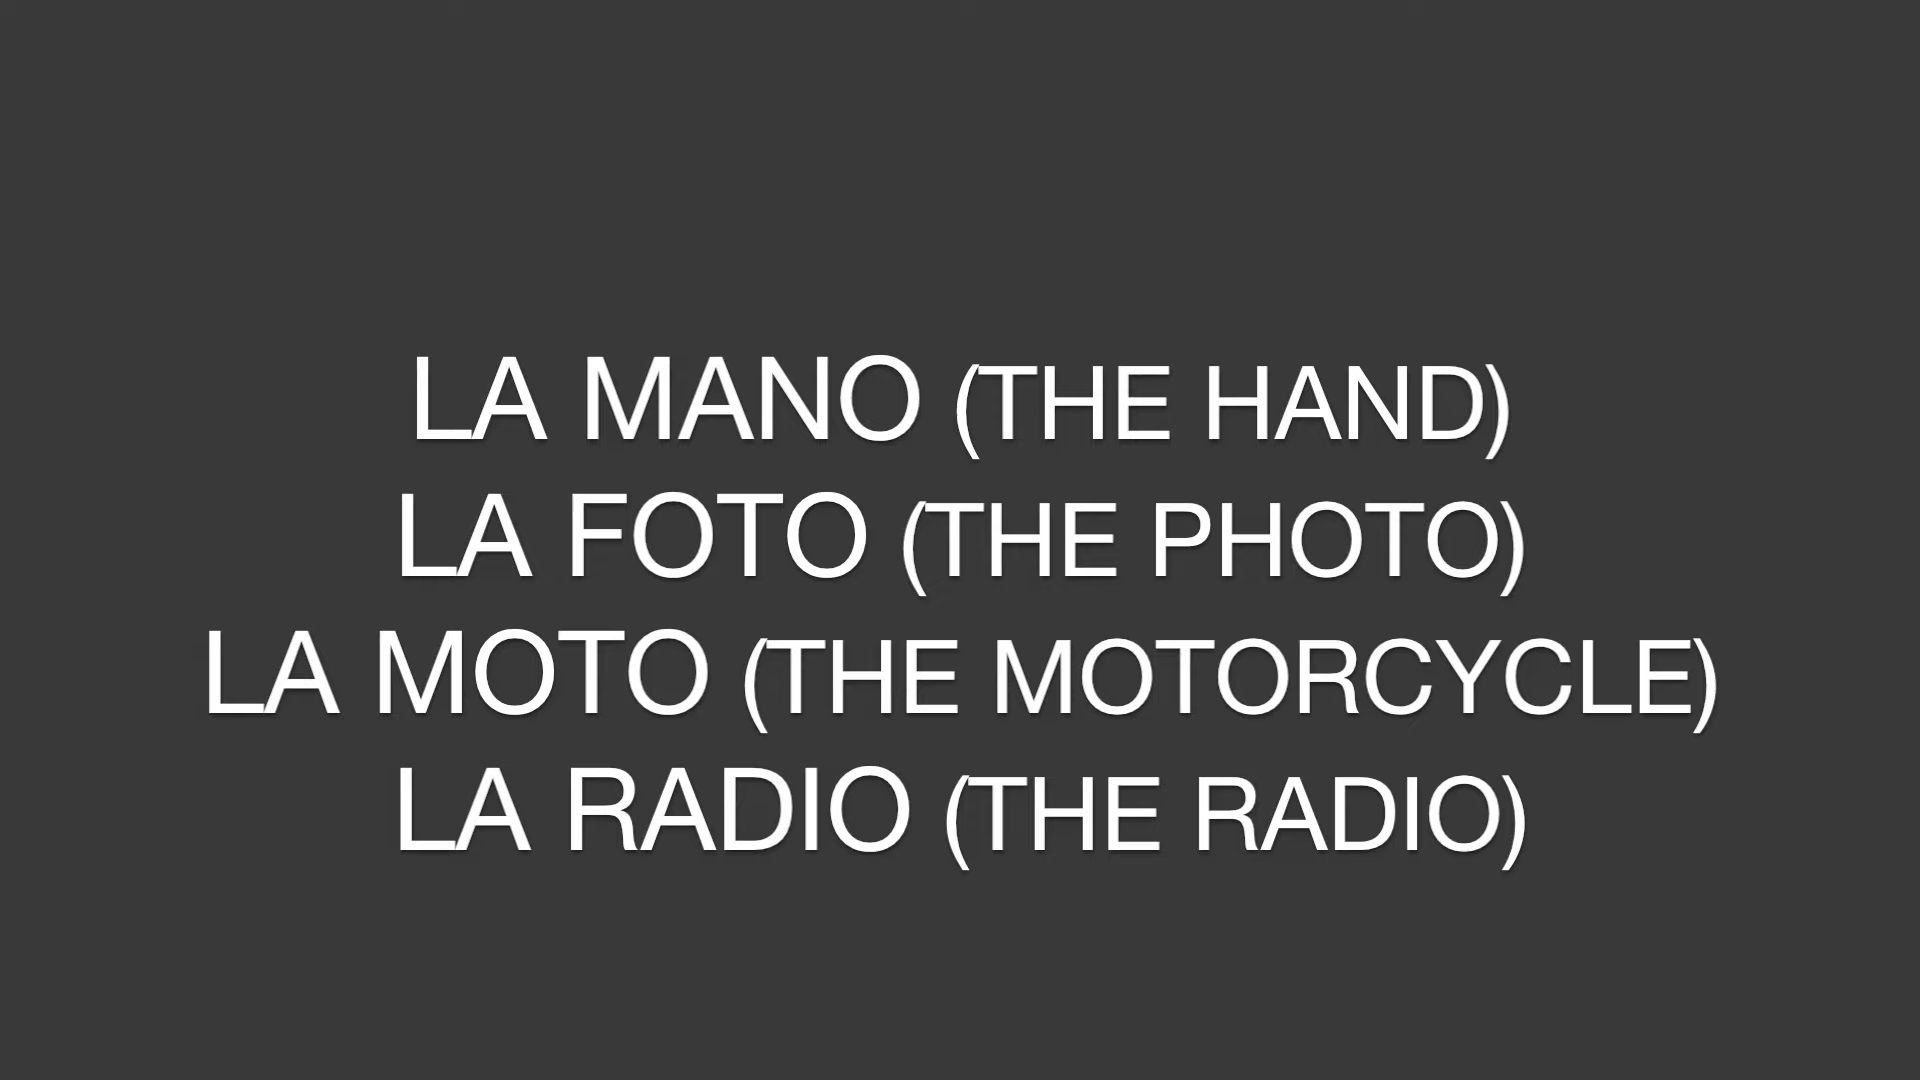 LA MANO (THE HAND)
LA FOTO (THE PHOTO)
LA MOTO (THE MOTORCYCLE)
LA RADIO (THE RADIO)